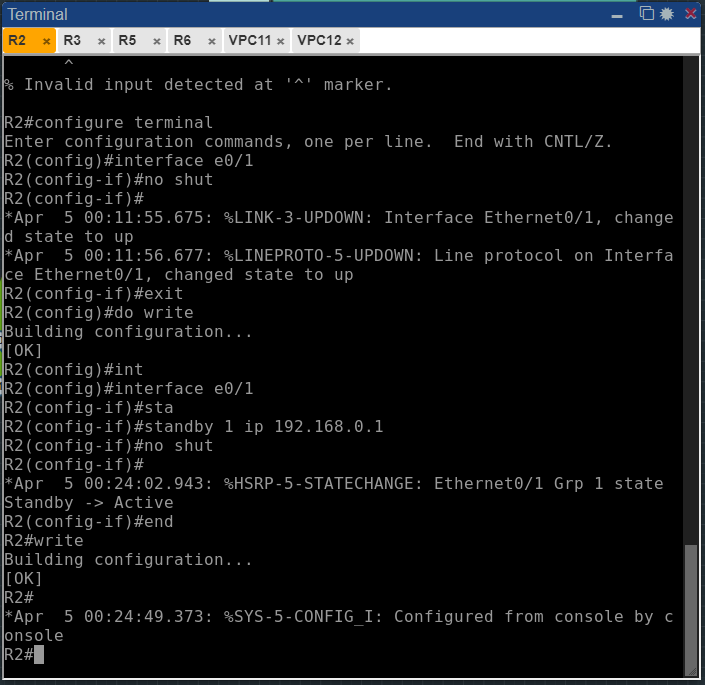 Terminal
R2 × R3 × R5 × R6 × VPC11 × VPC12 ×
^
% Invalid input detected at '^' marker.
R2#configure terminal
Enter configuration commands, one per line.  End with CNTL/Z.
R2(config)#interface e0/1
R2(config-if)#no shut
R2(config-if)#
*Apr  5 00:11:55.675: %LINK-3-UPDOWN: Interface Ethernet0/1, change
d state to up
*Apr  5 00:11:56.677: %LINEPROTO-5-UPDOWN: Line protocol on Interfa
ce Ethernet0/1, changed state to up
R2(config-if)#exit
R2(config)#do write
Building configuration...
[OK]
R2(config)#int
R2(config)#interface e0/1
R2(config-if)#sta
R2(config-if)#standby 1 ip 192.168.0.1
R2(config-if)#no shut
R2(config-if)#
*Apr  5 00:24:02.943: %HSRP-5-STATECHANGE: Ethernet0/1 Grp 1 state
Standby -> Active
R2(config-if)#end
R2#write
Building configuration...
[OK]
R2#
*Apr  5 00:24:49.373: %SYS-5-CONFIG_I: Configured from console by c
onsole
R2#